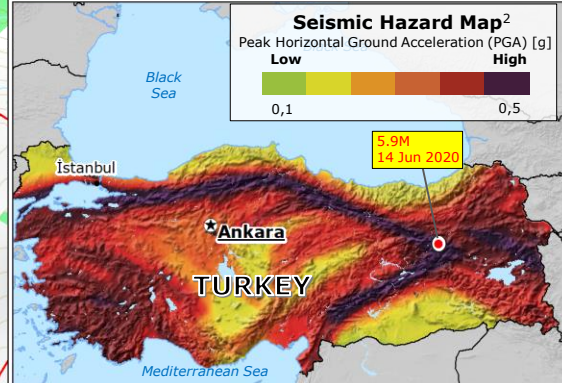 Seismic Hazard Map2
Peak Horizontal Ground Acceleration (PGA) [g]
Low High
0,1 0,5
Black
Sea
5.9M
14 Jun 2020
İstanbul
Ankara
TURKEY
Mediterranean Sea